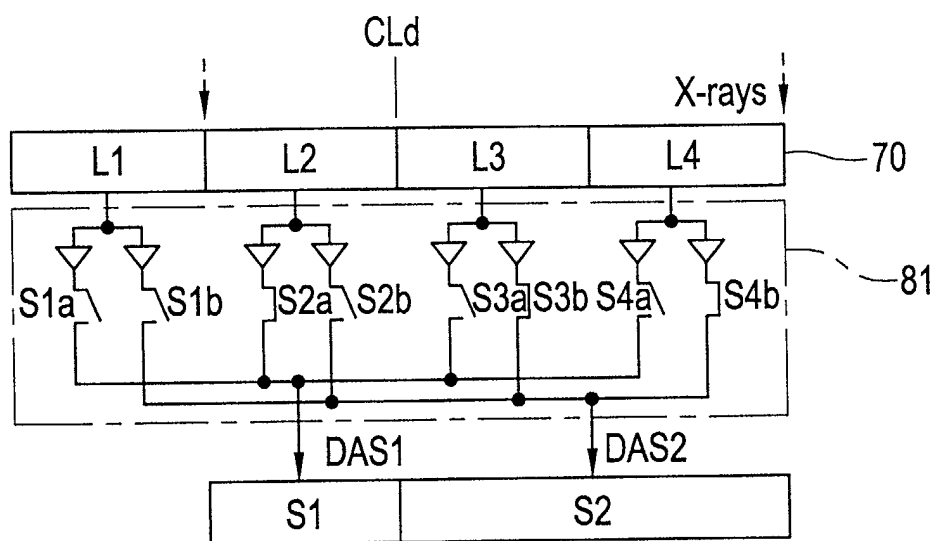 CLd
X-rays
L1 L2 L3 L4 70
S1a S1b S2a S2b S3a S3b S4a S4b 81
DAS1 DAS2
S1 S2